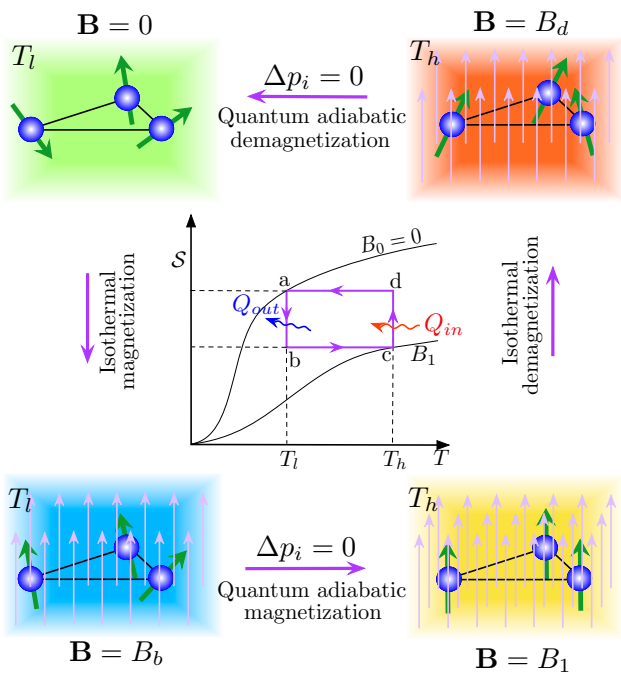 B = 0
B = B_d
T_l
T_h
Δp_i = 0
Quantum adiabatic
demagnetization
S
B_0 = 0
a
d
Q_out
Q_in
b
c
B_1
T_l
T_h
T
Isothermal
magnetization
Isothermal
demagnetization
T_l
T_h
Δp_i = 0
Quantum adiabatic
magnetization
B = B_b
B = B_1